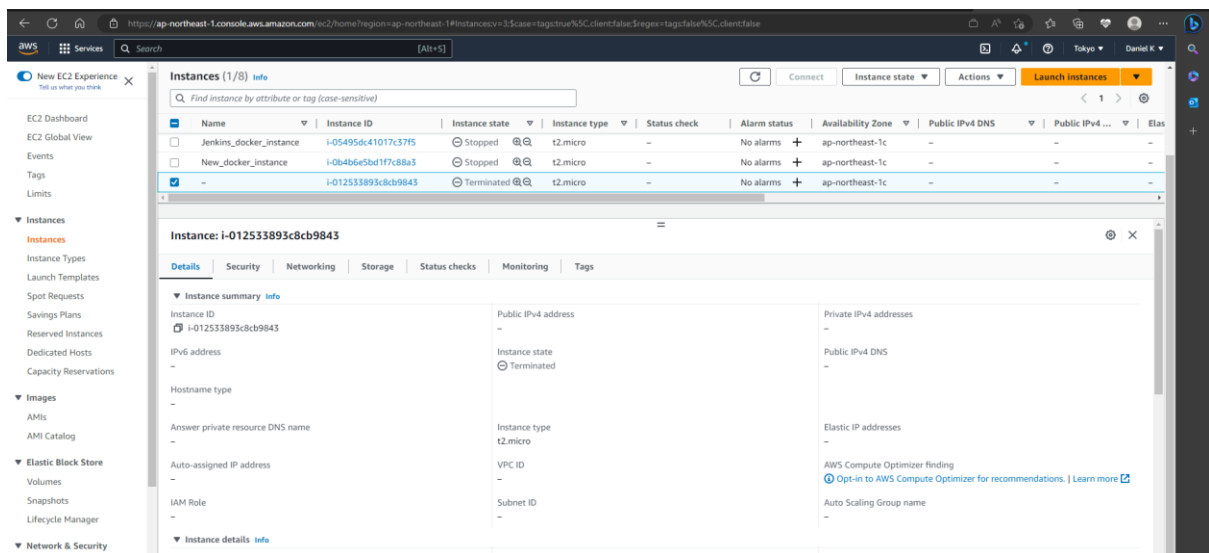 https://ap-northeast-1.console.aws.amazon.com/ec2/home?region=ap-northeast-1#Instances:v=3;$case=tags:true%5C,client:false;$regex=tags:false%5C,client:false
aws Services Search [Alt+S] Tokyo ▼ Daniel K ▼
New EC2 Experience
Tell us what you think
EC2 Dashboard
EC2 Global View
Events
Tags
Limits
▼ Instances
Instances
Instance Types
Launch Templates
Spot Requests
Savings Plans
Reserved Instances
Dedicated Hosts
Capacity Reservations
▼ Images
AMIs
AMI Catalog
▼ Elastic Block Store
Volumes
Snapshots
Lifecycle Manager
▼ Network & Security
Instances (1/8) Info
Connect Instance state ▼ Actions ▼ Launch instances ▼
Find instance by attribute or tag (case-sensitive)
< 1 >
Name Instance ID Instance state Instance type Status check Alarm status Availability Zone Public IPv4 DNS Public IPv4 ... Elas
Jenkins_docker_instance i-05495dc41017c37f5 Stopped t2.micro – No alarms + ap-northeast-1c – – –
New_docker_instance i-0b4b6e5bd1f7c88a3 Stopped t2.micro – No alarms + ap-northeast-1c – – –
– i-012533893c8cb9843 Terminated t2.micro – No alarms + ap-northeast-1c – – –
Instance: i-012533893c8cb9843
Details Security Networking Storage Status checks Monitoring Tags
▼ Instance summary Info
Instance ID
i-012533893c8cb9843
Public IPv4 address
–
Private IPv4 addresses
–
IPv6 address
–
Instance state
Terminated
Public IPv4 DNS
–
Hostname type
–
Answer private resource DNS name
–
Instance type
t2.micro
Elastic IP addresses
–
Auto-assigned IP address
–
VPC ID
–
AWS Compute Optimizer finding
Opt-in to AWS Compute Optimizer for recommendations. | Learn more
IAM Role
–
Subnet ID
–
Auto Scaling Group name
–
▼ Instance details Info